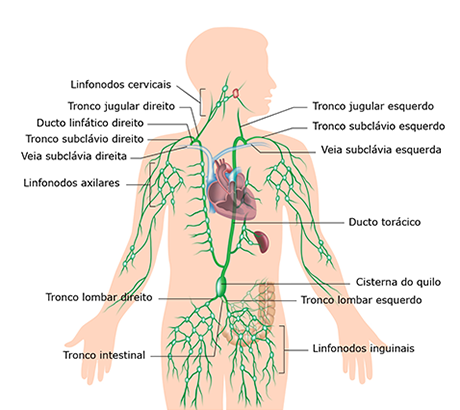 Linfonodos cervicais
Tronco jugular direito
Ducto linfático direito
Tronco subclávio direito
Veia subclávia direita
Linfonodos axilares
Tronco jugular esquerdo
Tronco subclávio esquerdo
Veia subclávia esquerda
Ducto torácico
Cisterna do quilo
Tronco lombar direito
Tronco lombar esquerdo
Tronco intestinal
Linfonodos inguinais